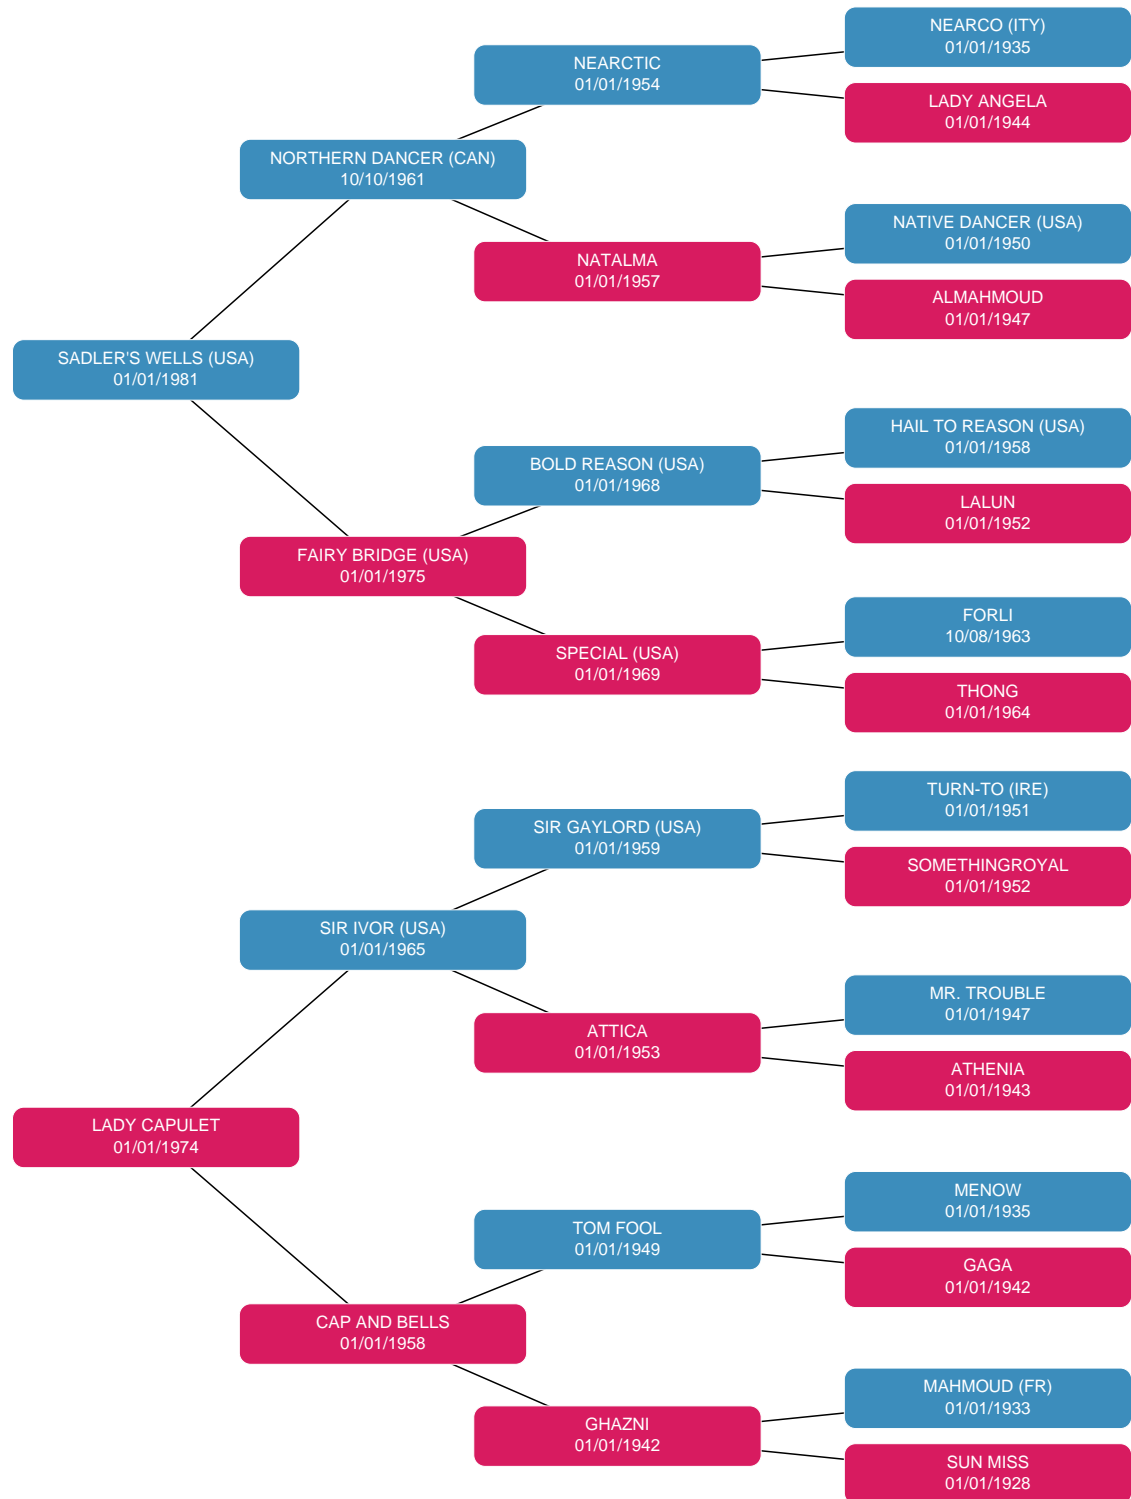 NEARCO (ITY)
01/01/1935
NEARCTIC
01/01/1954
LADY ANGELA
01/01/1944
NORTHERN DANCER (CAN)
10/10/1961
NATIVE DANCER (USA)
01/01/1950
NATALMA
01/01/1957
ALMAHMOUD
01/01/1947
SADLER'S WELLS (USA)
01/01/1981
HAIL TO REASON (USA)
01/01/1958
BOLD REASON (USA)
01/01/1968
LALUN
01/01/1952
FAIRY BRIDGE (USA)
01/01/1975
FORLI
10/08/1963
SPECIAL (USA)
01/01/1969
THONG
01/01/1964
TURN-TO (IRE)
01/01/1951
SIR GAYLORD (USA)
01/01/1959
SOMETHINGROYAL
01/01/1952
SIR IVOR (USA)
01/01/1965
MR. TROUBLE
01/01/1947
ATTICA
01/01/1953
ATHENIA
01/01/1943
LADY CAPULET
01/01/1974
MENOW
01/01/1935
TOM FOOL
01/01/1949
GAGA
01/01/1942
CAP AND BELLS
01/01/1958
MAHMOUD (FR)
01/01/1933
GHAZNI
01/01/1942
SUN MISS
01/01/1928